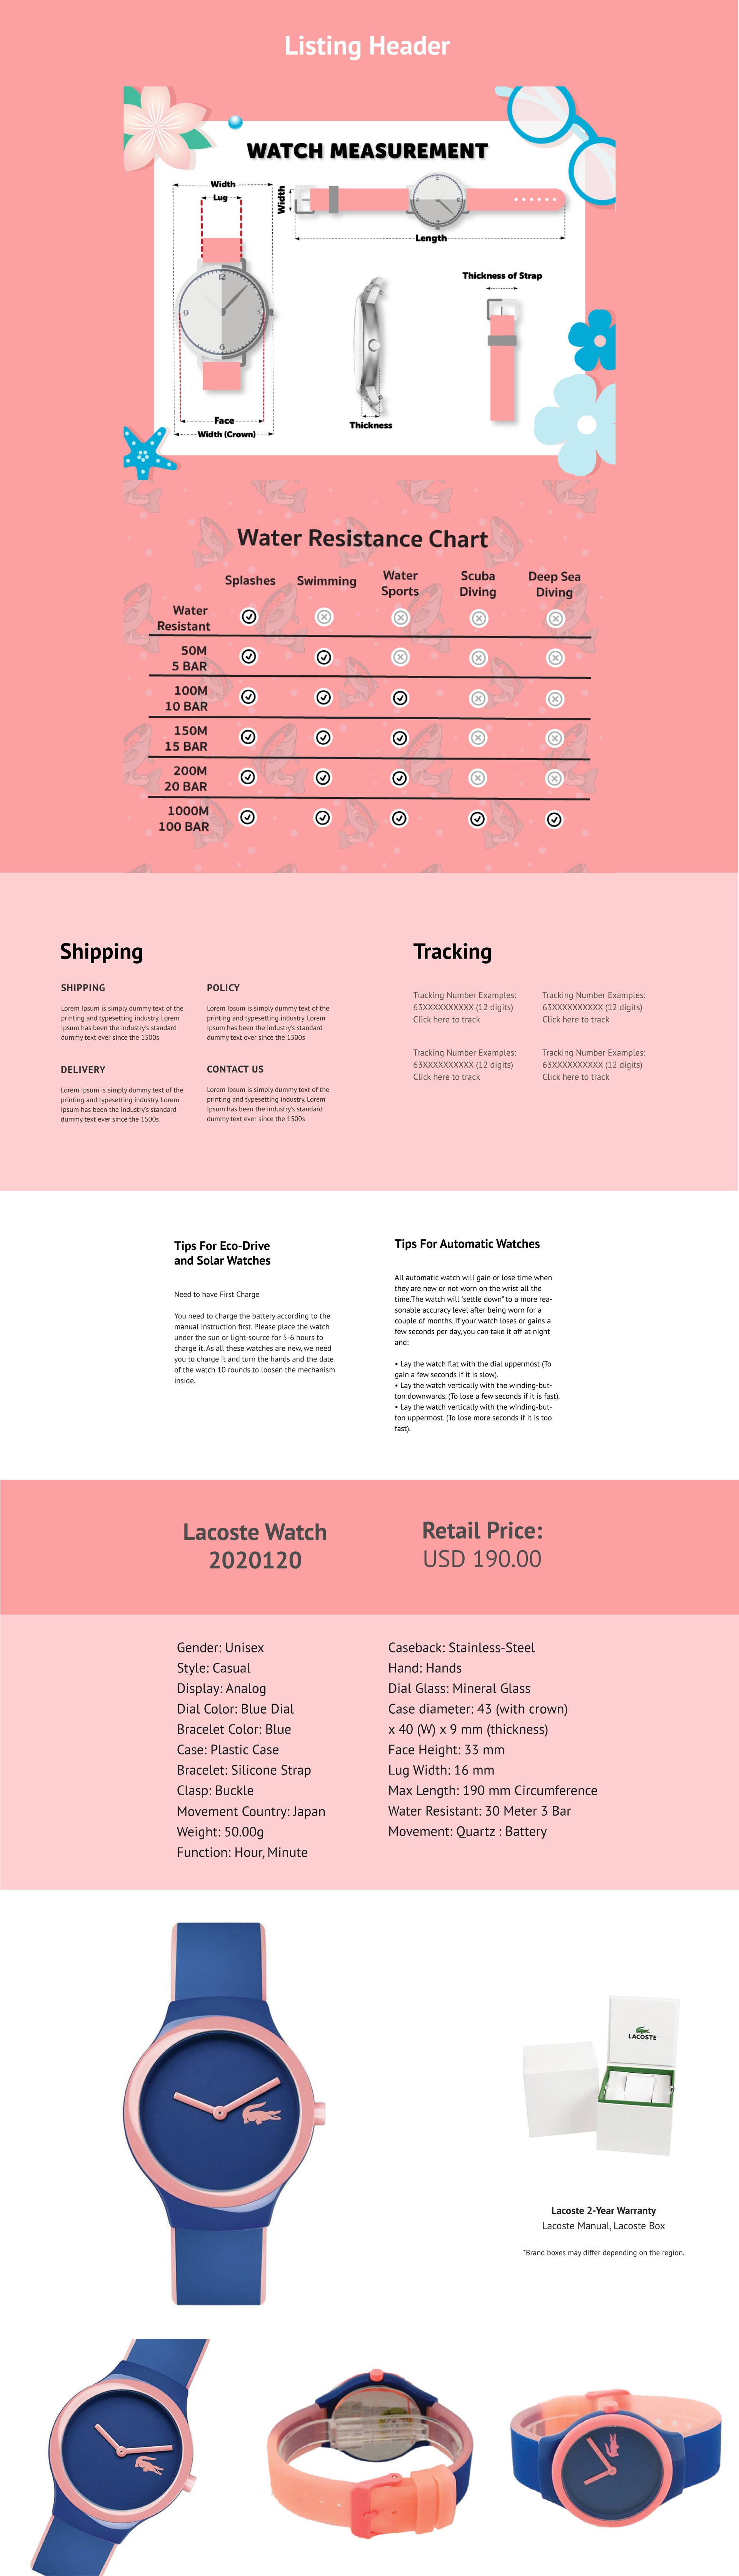 Listing Header
WATCH MEASUREMENT
Width
Lug
Width
Length
12
9
3
Thickness of Strap
Face
Width (Crown)
Thickness
Water Resistance Chart
Splashes
Swimming
Water
Sports
Scuba
Diving
Deep Sea
Diving
Water
Resistant
50M
5 BAR
100M
10 BAR
150M
15 BAR
200M
20 BAR
1000M
100 BAR
Shipping
SHIPPING
Lorem Ipsum is simply dummy text of the
printing and typesetting industry. Lorem
Ipsum has been the industry's standard
dummy text ever since the 1500s
POLICY
Lorem Ipsum is simply dummy text of the
printing and typesetting industry. Lorem
Ipsum has been the industry's standard
dummy text ever since the 1500s
DELIVERY
Lorem Ipsum is simply dummy text of the
printing and typesetting industry. Lorem
Ipsum has been the industry's standard
dummy text ever since the 1500s
CONTACT US
Lorem Ipsum is simply dummy text of the
printing and typesetting industry. Lorem
Ipsum has been the industry's standard
dummy text ever since the 1500s
Tracking
Tracking Number Examples:
63XXXXXXXXXX (12 digits)
Click here to track
Tracking Number Examples:
63XXXXXXXXXX (12 digits)
Click here to track
Tracking Number Examples:
63XXXXXXXXXX (12 digits)
Click here to track
Tracking Number Examples:
63XXXXXXXXXX (12 digits)
Click here to track
Tips For Eco-Drive
and Solar Watches
Need to have First Charge
You need to charge the battery according to the
manual instruction first. Please place the watch
under the sun or light-source for 5-6 hours to
charge it. As all these watches are new, we need
you to charge it and turn the hands and the date
of the watch 10 rounds to loosen the mechanism
inside.
Tips For Automatic Watches
All automatic watch will gain or lose time when
they are new or not worn on the wrist all the
time.The watch will "settle down" to a more rea-
sonable accuracy level after being worn for a
couple of months. If your watch loses or gains a
few seconds per day, you can take it off at night
and:
• Lay the watch flat with the dial uppermost (To
gain a few seconds if it is slow).
• Lay the watch vertically with the winding-but-
ton downwards. (To lose a few seconds if it is fast).
• Lay the watch vertically with the winding-but-
ton uppermost. (To lose more seconds if it is too
fast).
Lacoste Watch
2020120
Retail Price:
USD 190.00
Gender: Unisex
Style: Casual
Display: Analog
Dial Color: Blue Dial
Bracelet Color: Blue
Case: Plastic Case
Bracelet: Silicone Strap
Clasp: Buckle
Movement Country: Japan
Weight: 50.00g
Function: Hour, Minute
Caseback: Stainless-Steel
Hand: Hands
Dial Glass: Mineral Glass
Case diameter: 43 (with crown)
x 40 (W) x 9 mm (thickness)
Face Height: 33 mm
Lug Width: 16 mm
Max Length: 190 mm Circumference
Water Resistant: 30 Meter 3 Bar
Movement: Quartz : Battery
LACOSTE
Lacoste 2-Year Warranty
Lacoste Manual, Lacoste Box
*Brand boxes may differ depending on the region.